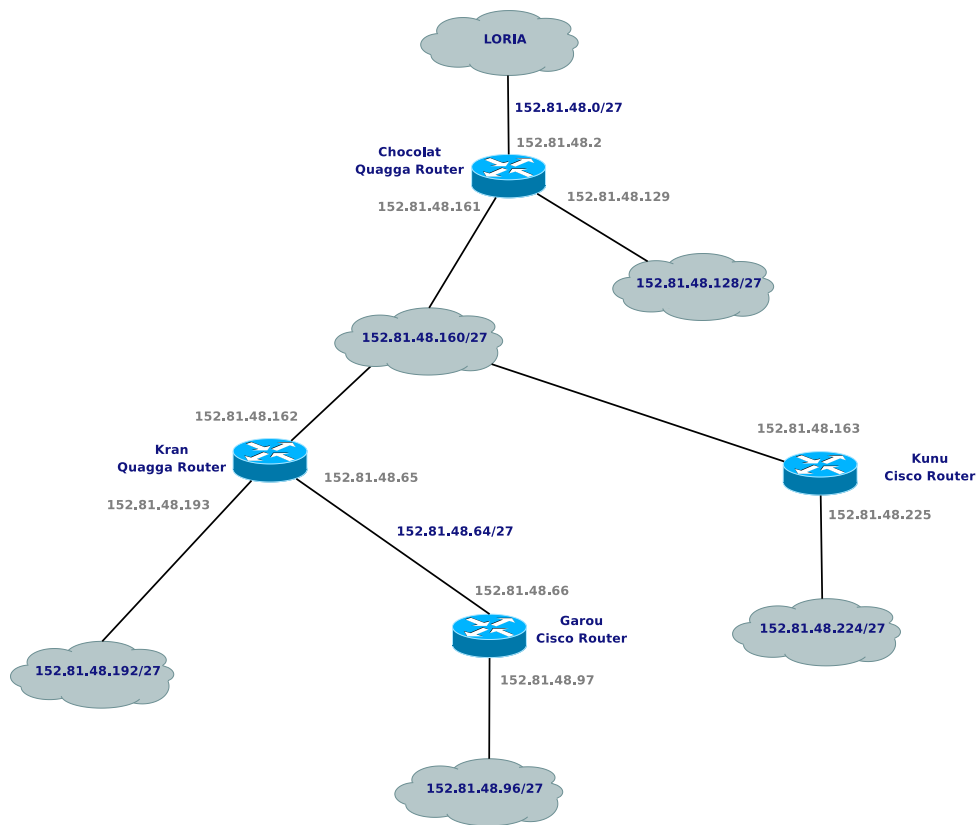 LORIA
152.81.48.0/27
152.81.48.2
Chocolat
Quagga Router
152.81.48.129
152.81.48.161
152.81.48.128/27
152.81.48.160/27
152.81.48.162
152.81.48.163
Kran
Quagga Router
Kunu
Cisco Router
152.81.48.65
152.81.48.193
152.81.48.225
152.81.48.64/27
152.81.48.66
Garou
Cisco Router
152.81.48.224/27
152.81.48.192/27
152.81.48.97
152.81.48.96/27